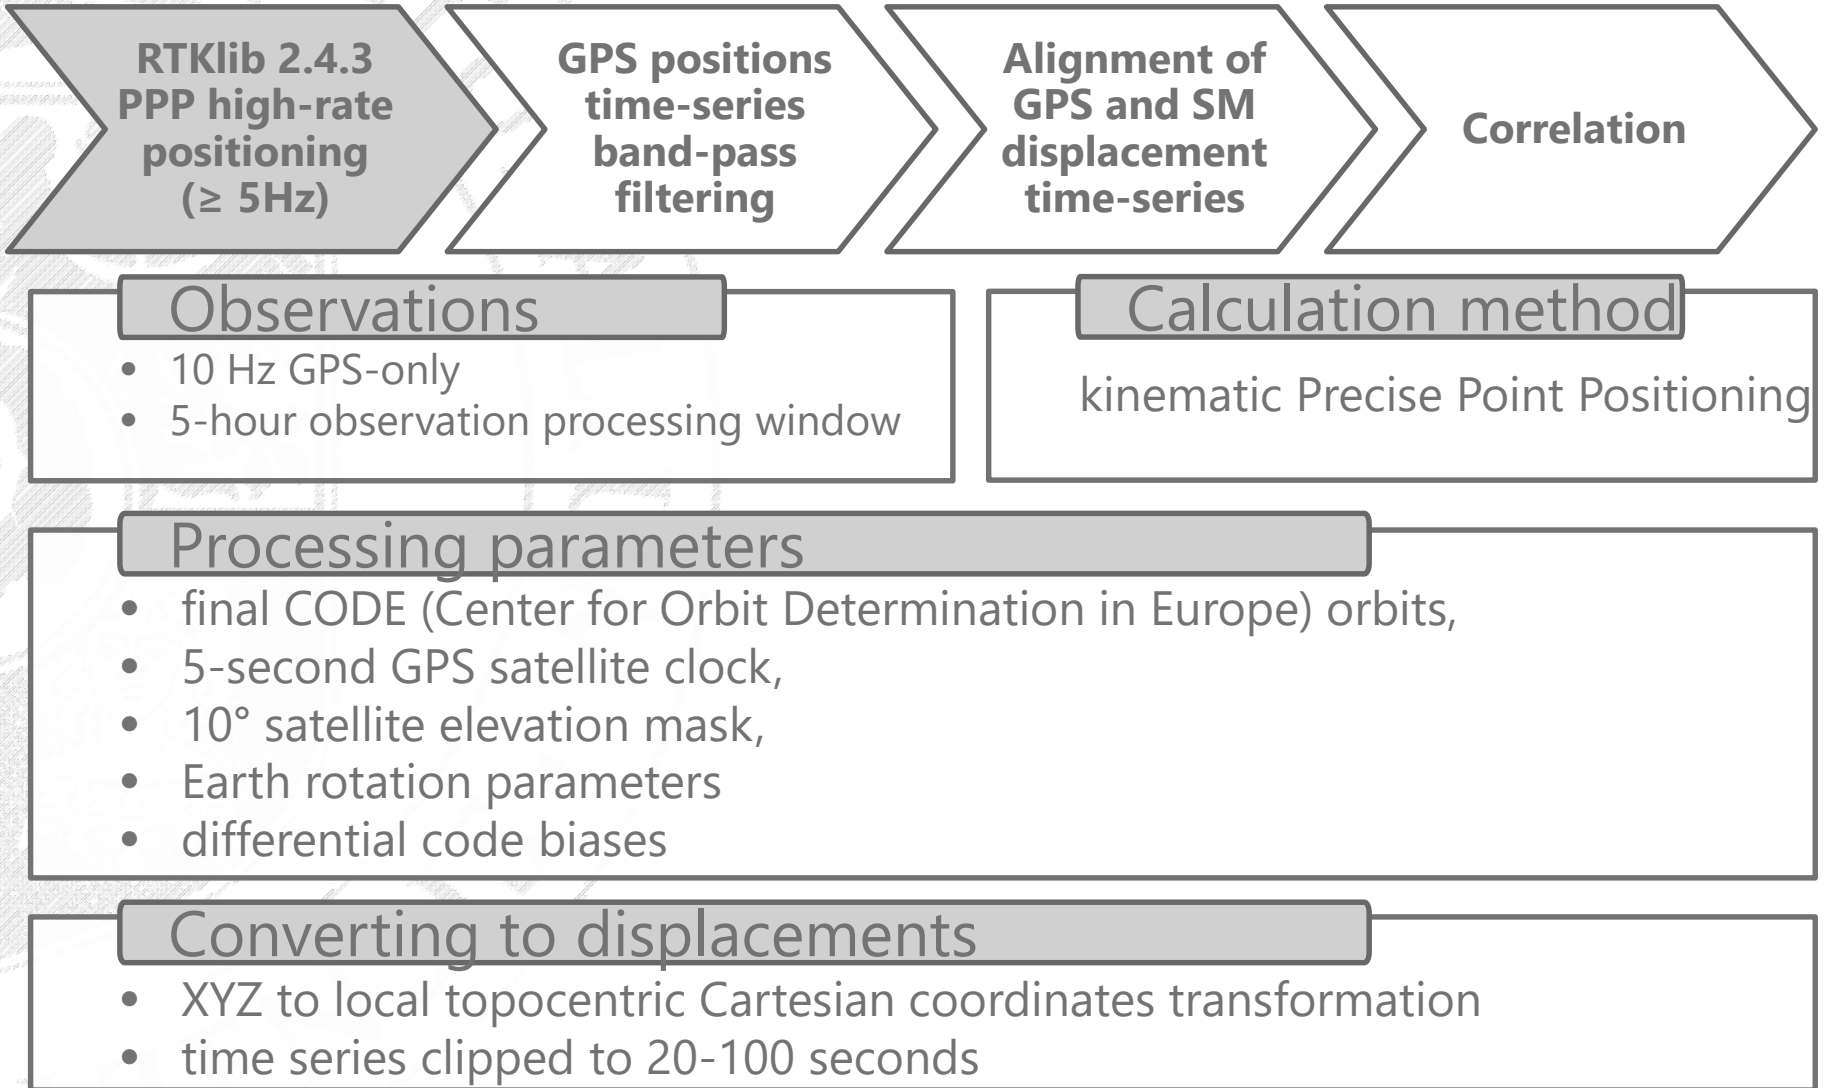 RTKlib 2.4.3
PPP high-rate
positioning
(≥ 5Hz)
GPS positions
time-series
band-pass
filtering
Alignment of
GPS and SM
displacement
time-series
Correlation
Observations
• 10 Hz GPS-only
• 5-hour observation processing window
Calculation method
kinematic Precise Point Positioning
Processing parameters
• final CODE (Center for Orbit Determination in Europe) orbits,
• 5-second GPS satellite clock,
• 10° satellite elevation mask,
• Earth rotation parameters
• differential code biases
Converting to displacements
• XYZ to local topocentric Cartesian coordinates transformation
• time series clipped to 20-100 seconds